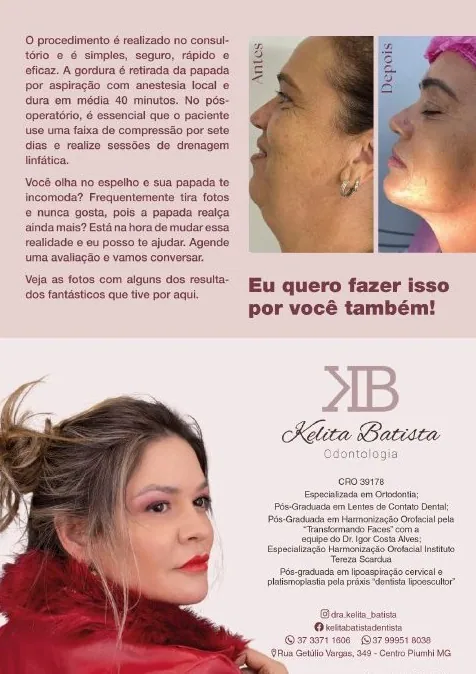 O procedimento é realizado no consul-
tório e é simples, seguro, rápido e
eficaz. A gordura é retirada da papada
por aspiração com anestesia local e
dura em média 40 minutos. No pós-
operatório, é essencial que o paciente
use uma faixa de compressão por sete
dias e realize sessões de drenagem
linfática.
Você olha no espelho e sua papada te
incomoda? Frequentemente tira fotos
e nunca gosta, pois a papada realça
ainda mais? Está na hora de mudar essa
realidade e eu posso te ajudar. Agende
uma avaliação e vamos conversar.
Veja as fotos com alguns dos resulta-
dos fantásticos que tive por aqui.
Antes
Depois
Eu quero fazer isso
por você também!
KB
Kelita Batista
Odontologia
CRO 39178
Especializada em Ortodontia;
Pós-Graduada em Lentes de Contato Dental;
Pós-Graduada em Harmonização Orofacial pela
“Transformando Faces” com a
equipe do Dr. Igor Costa Alves;
Especialização Harmonização Orofacial Instituto
Tereza Scardua
Pós-graduada em lipoaspiração cervical e
platismoplastia pela práxis “dentista lipoescultor”
dra.kelita_batista
kelitabatistadentista
37 3371 1606 37 99951 8038
Rua Getúlio Vargas, 349 - Centro Piumhi MG